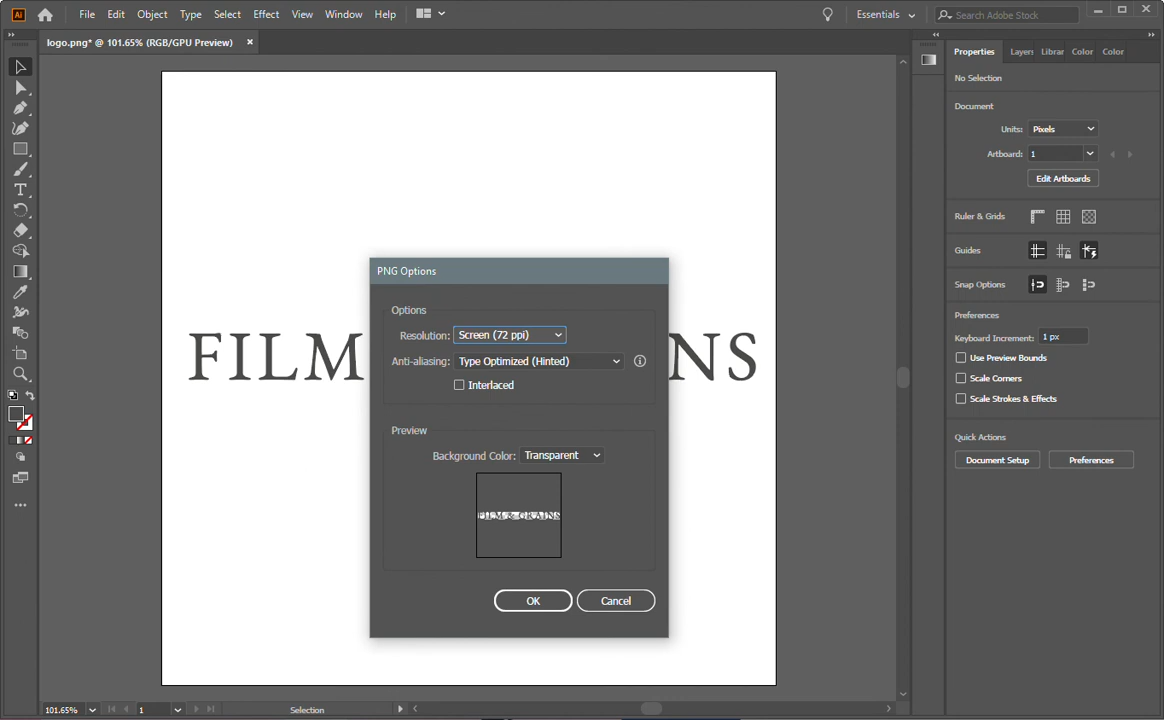 Ai File Edit Object Type Select Effect View Window Help Essentials Search Adobe Stock
logo.png* @ 101.65% (RGB/GPU Preview)
Properties Layers Librar Color Color
No Selection
Document
Units: Pixels
Artboard: 1
Edit Artboards
Ruler & Grids
Guides
Snap Options
Preferences
Keyboard Increment: 1 px
Use Preview Bounds
Scale Corners
Scale Strokes & Effects
Quick Actions
Document Setup Preferences
FILM NS
PNG Options
Options
Resolution: Screen (72 ppi)
Anti-aliasing: Type Optimized (Hinted)
Interlaced
Preview
Background Color: Transparent
FILM & GRAINS
OK Cancel
101.65% 1 Selection